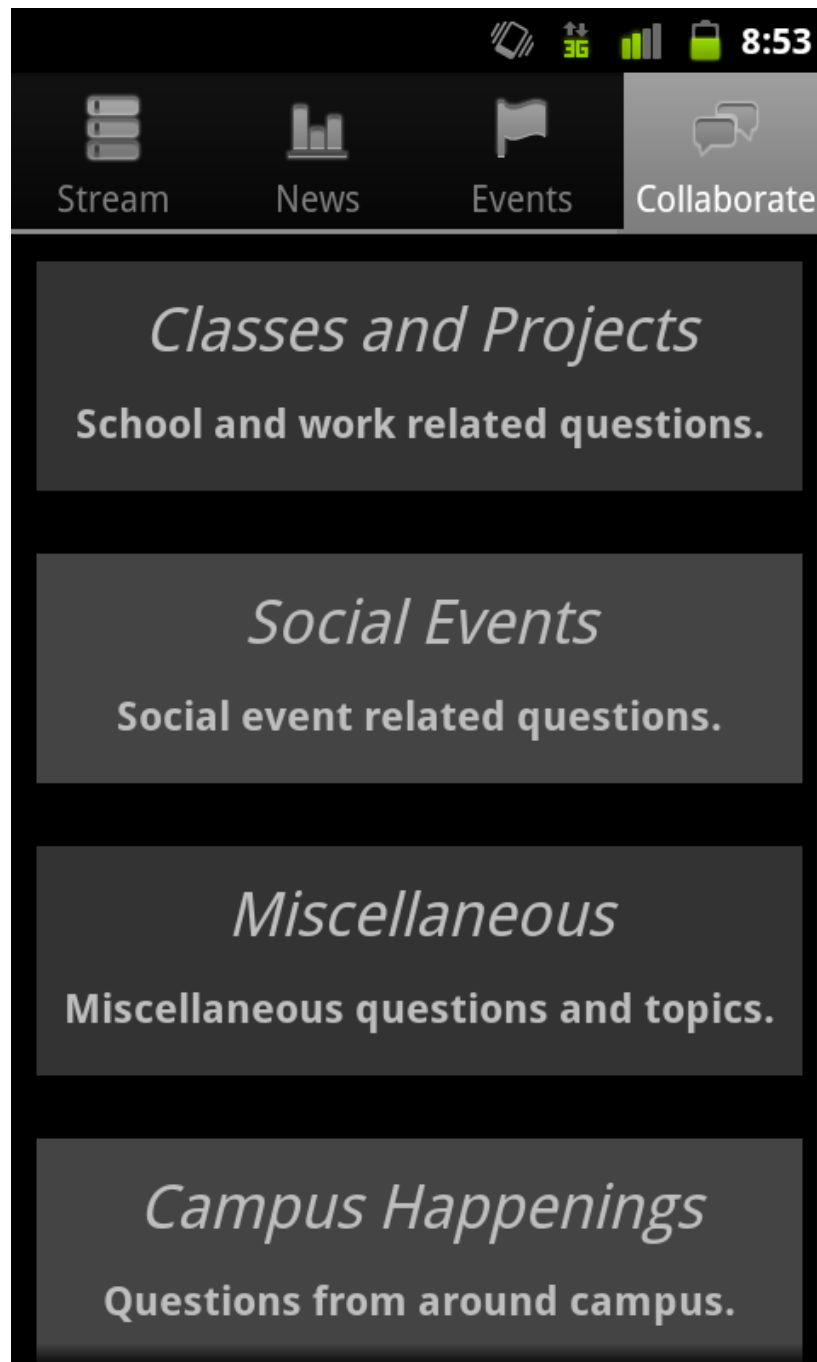 3G 8:53
Stream News Events Collaborate
Classes and Projects
School and work related questions.
Social Events
Social event related questions.
Miscellaneous
Miscellaneous questions and topics.
Campus Happenings
Questions from around campus.